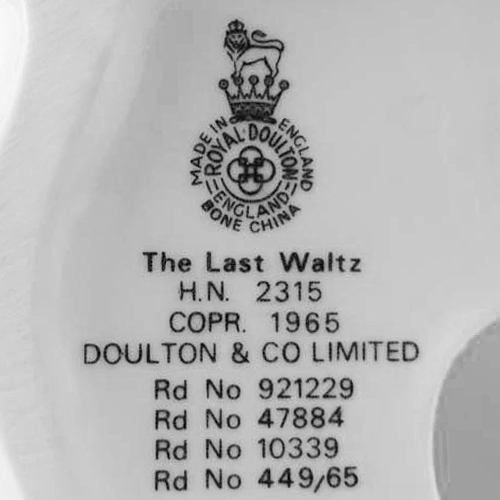 MADE IN ENGLAND
ROYAL DOULTON
ENGLAND
BONE CHINA
The Last Waltz
H.N. 2315
COPR. 1965
DOULTON & CO LIMITED
Rd No 921229
Rd No 47884
Rd No 10339
Rd No 449/65